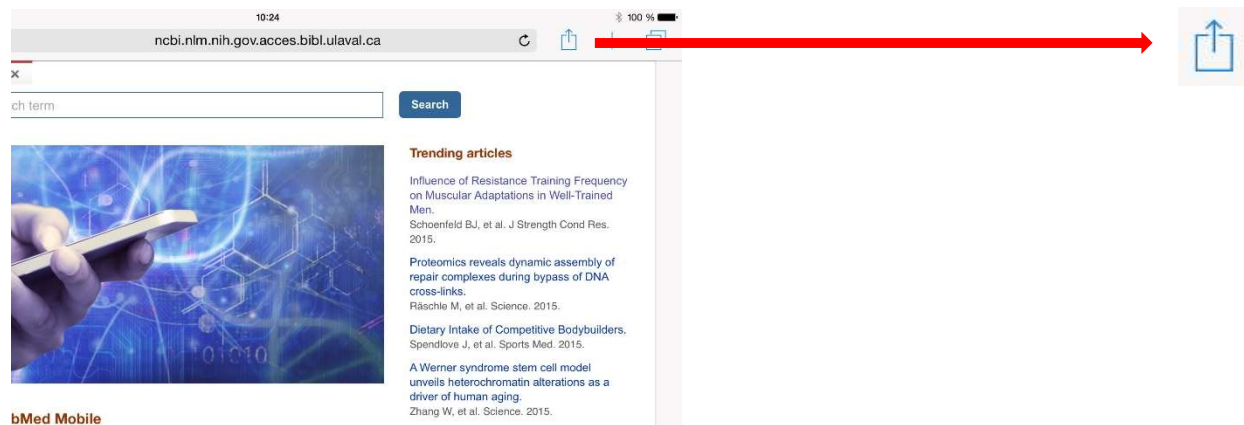 10:24
100 %
ncbi.nlm.nih.gov.acces.bibl.ulaval.ca
×
ch term
Search
Trending articles
Influence of Resistance Training Frequency
on Muscular Adaptations in Well-Trained
Men.
Schoenfeld BJ, et al. J Strength Cond Res.
2015.
Proteomics reveals dynamic assembly of
repair complexes during bypass of DNA
cross-links.
Räschle M, et al. Science. 2015.
Dietary Intake of Competitive Bodybuilders.
Spendlove J, et al. Sports Med. 2015.
A Werner syndrome stem cell model
unveils heterochromatin alterations as a
driver of human aging.
Zhang W, et al. Science. 2015.
01010
bMed Mobile